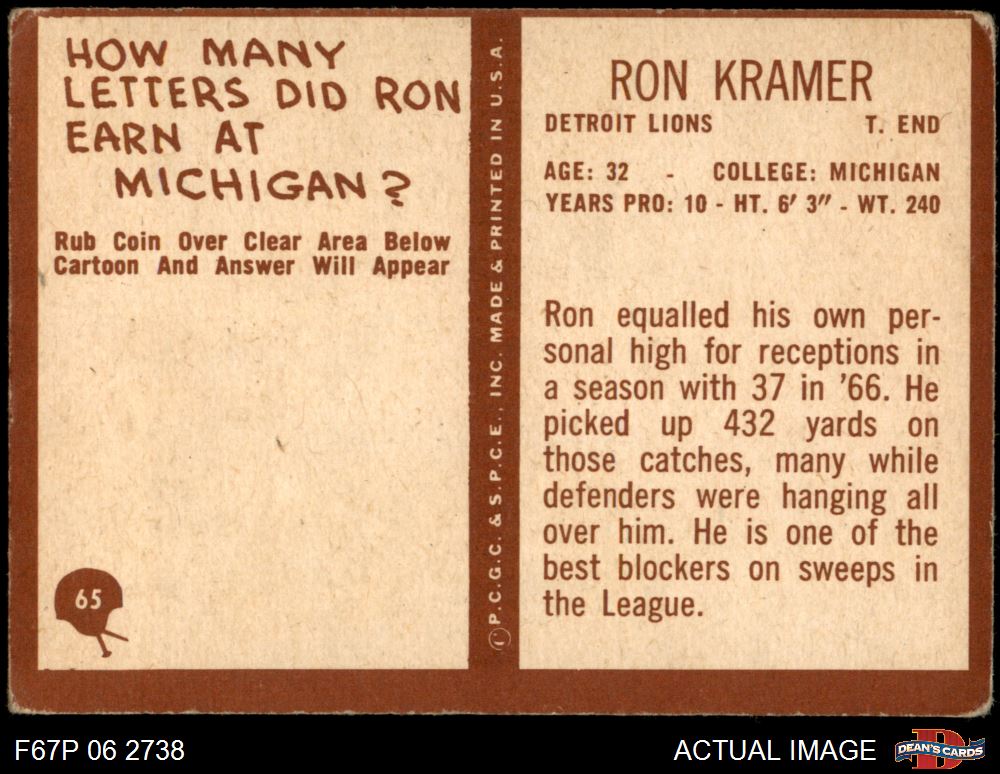 HOW MANY
LETTERS DID RON
EARN AT
MICHIGAN?
Rub Coin Over Clear Area Below
Cartoon And Answer Will Appear
65
©P.C.G.C. & S.P.C.E., INC. MADE & PRINTED IN U.S.A.
RON KRAMER
DETROIT LIONS T. END
AGE: 32 - COLLEGE: MICHIGAN
YEARS PRO: 10 - HT. 6' 3" - WT. 240
Ron equalled his own per-
sonal high for receptions in
a season with 37 in '66. He
picked up 432 yards on
those catches, many while
defenders were hanging all
over him. He is one of the
best blockers on sweeps in
the League.
F67P 06 2738
ACTUAL IMAGE
D
DEAN'S CARDS